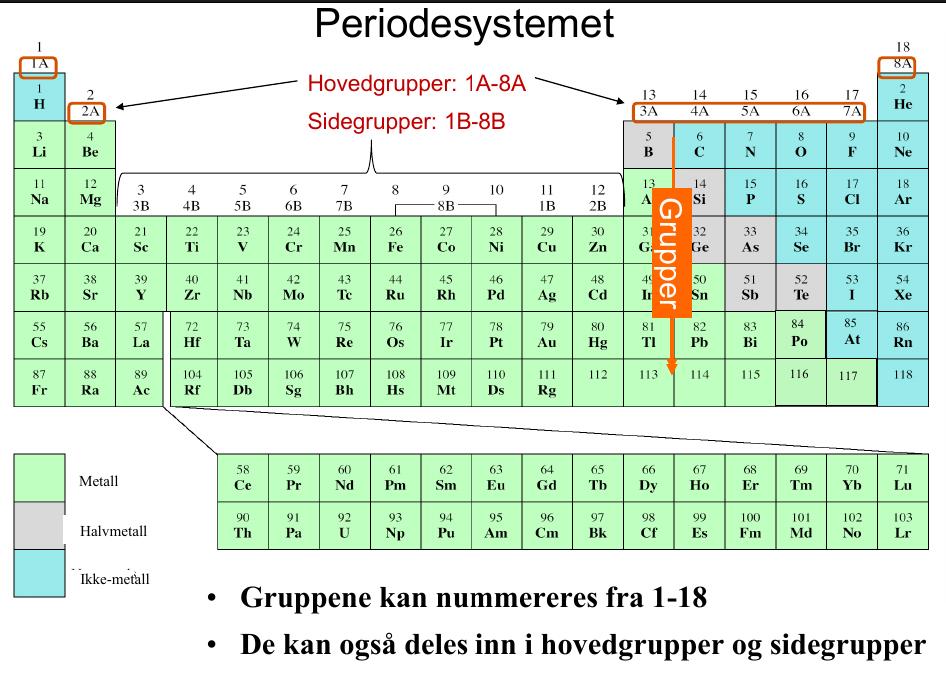 Periodesystemet
1 18
1A 8A
Hovedgrupper: 1A-8A
Sidegrupper: 1B-8B
2 13 14 15 16 17
2A 3A 4A 5A 6A 7A
1 2
H He
3 4 5 6 7 8 9 10
Li Be B C N O F Ne
11 12 13 14 15 16 17 18
Na Mg Si P S Cl Ar
3 4 5 6 7 8 9 10 11 12
3B 4B 5B 6B 7B 8B 1B 2B
19 20 21 22 23 24 25 26 27 28 29 30 31 32 33 34 35 36
K Ca Sc Ti V Cr Mn Fe Co Ni Cu Zn Ge As Se Br Kr
37 38 39 40 41 42 43 44 45 46 47 48 49 50 51 52 53 54
Rb Sr Y Zr Nb Mo Tc Ru Rh Pd Ag Cd In Sn Sb Te I Xe
55 56 57 72 73 74 75 76 77 78 79 80 81 82 83 84 85 86
Cs Ba La Hf Ta W Re Os Ir Pt Au Hg Tl Pb Bi Po At Rn
87 88 89 104 105 106 107 108 109 110 111 112 113 114 115 116 117 118
Fr Ra Ac Rf Db Sg Bh Hs Mt Ds Rg
Grupper
58 59 60 61 62 63 64 65 66 67 68 69 70 71
Ce Pr Nd Pm Sm Eu Gd Tb Dy Ho Er Tm Yb Lu
90 91 92 93 94 95 96 97 98 99 100 101 102 103
Th Pa U Np Pu Am Cm Bk Cf Es Fm Md No Lr
Metall
Halvmetall
Ikke-metall
• Gruppene kan nummereres fra 1-18
• De kan også deles inn i hovedgrupper og sidegrupper